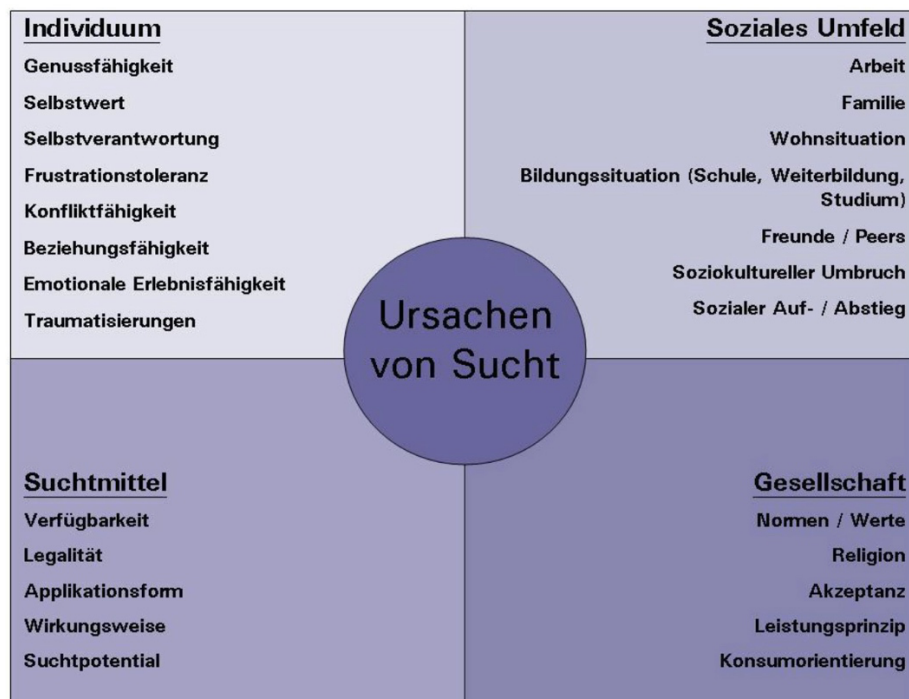 Individuum
Genussfähigkeit
Selbstwert
Selbstverantwortung
Frustrationstoleranz
Konfliktfähigkeit
Beziehungsfähigkeit
Emotionale Erlebnisfähigkeit
Traumatisierungen
Soziales Umfeld
Arbeit
Familie
Wohnsituation
Bildungssituation (Schule, Weiterbildung,
Studium)
Freunde / Peers
Soziokultureller Umbruch
Sozialer Auf- / Abstieg
Ursachen
von Sucht
Suchtmittel
Verfügbarkeit
Legalität
Applikationsform
Wirkungsweise
Suchtpotential
Gesellschaft
Normen / Werte
Religion
Akzeptanz
Leistungsprinzip
Konsumorientierung